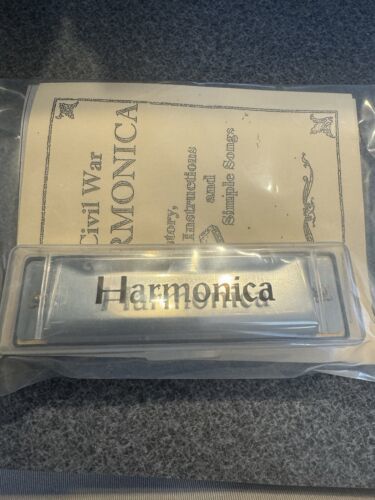 Civil War
HARMONICA
History,
Instructions
and
Simple Songs
Harmonica